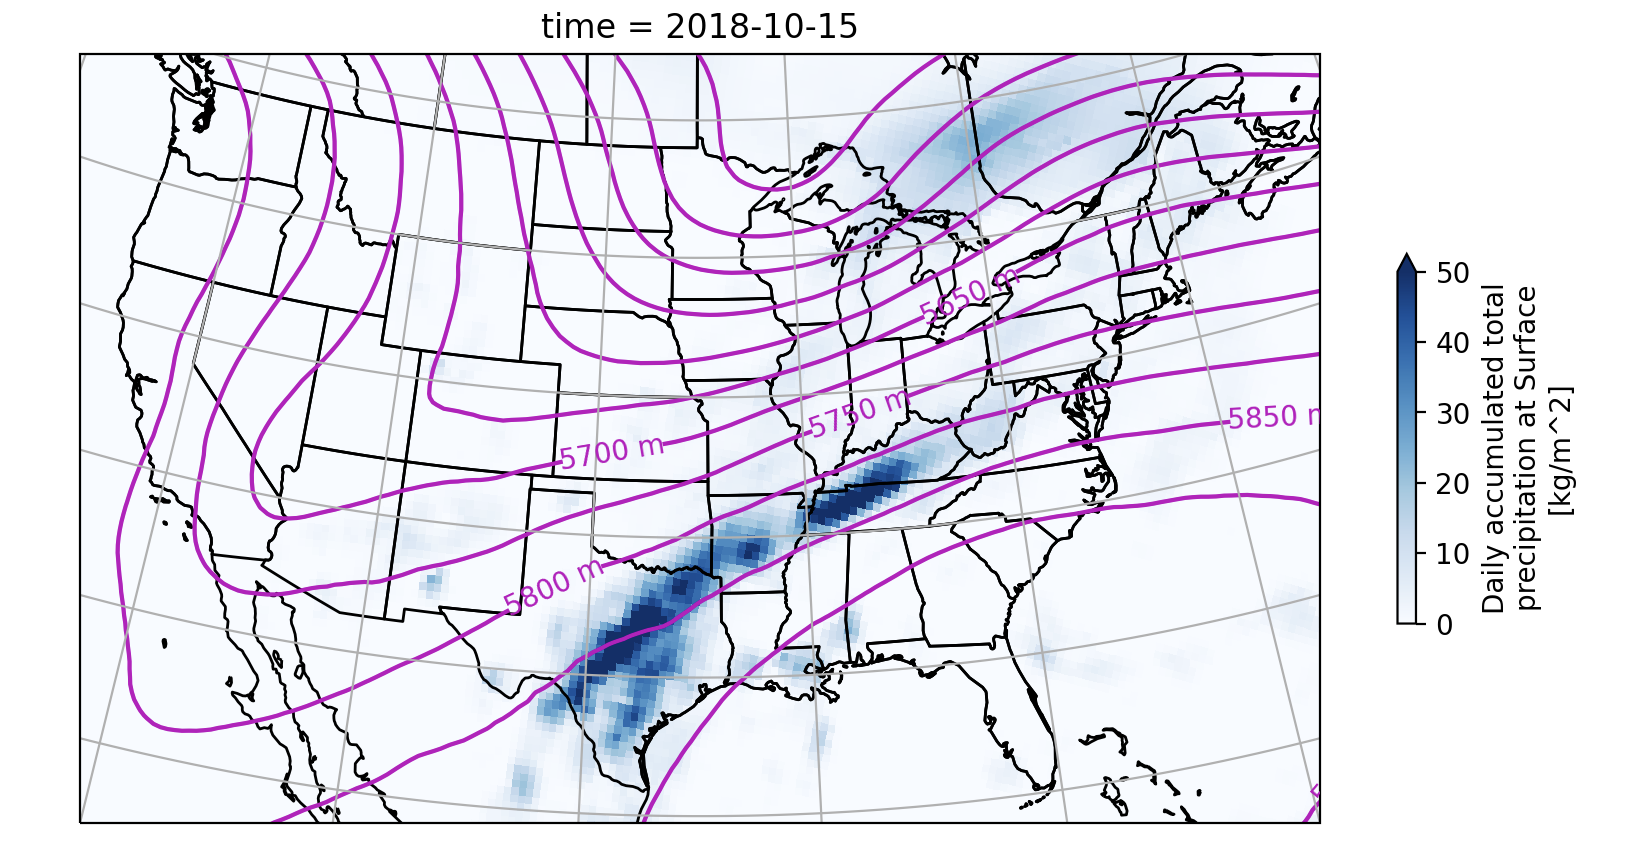 time = 2018-10-15
5650 m
5750 m
5850 m
5700 m
5800 m
50
40
30
20
10
0
Daily accumulated total
precipitation at Surface
[kg/m^2]